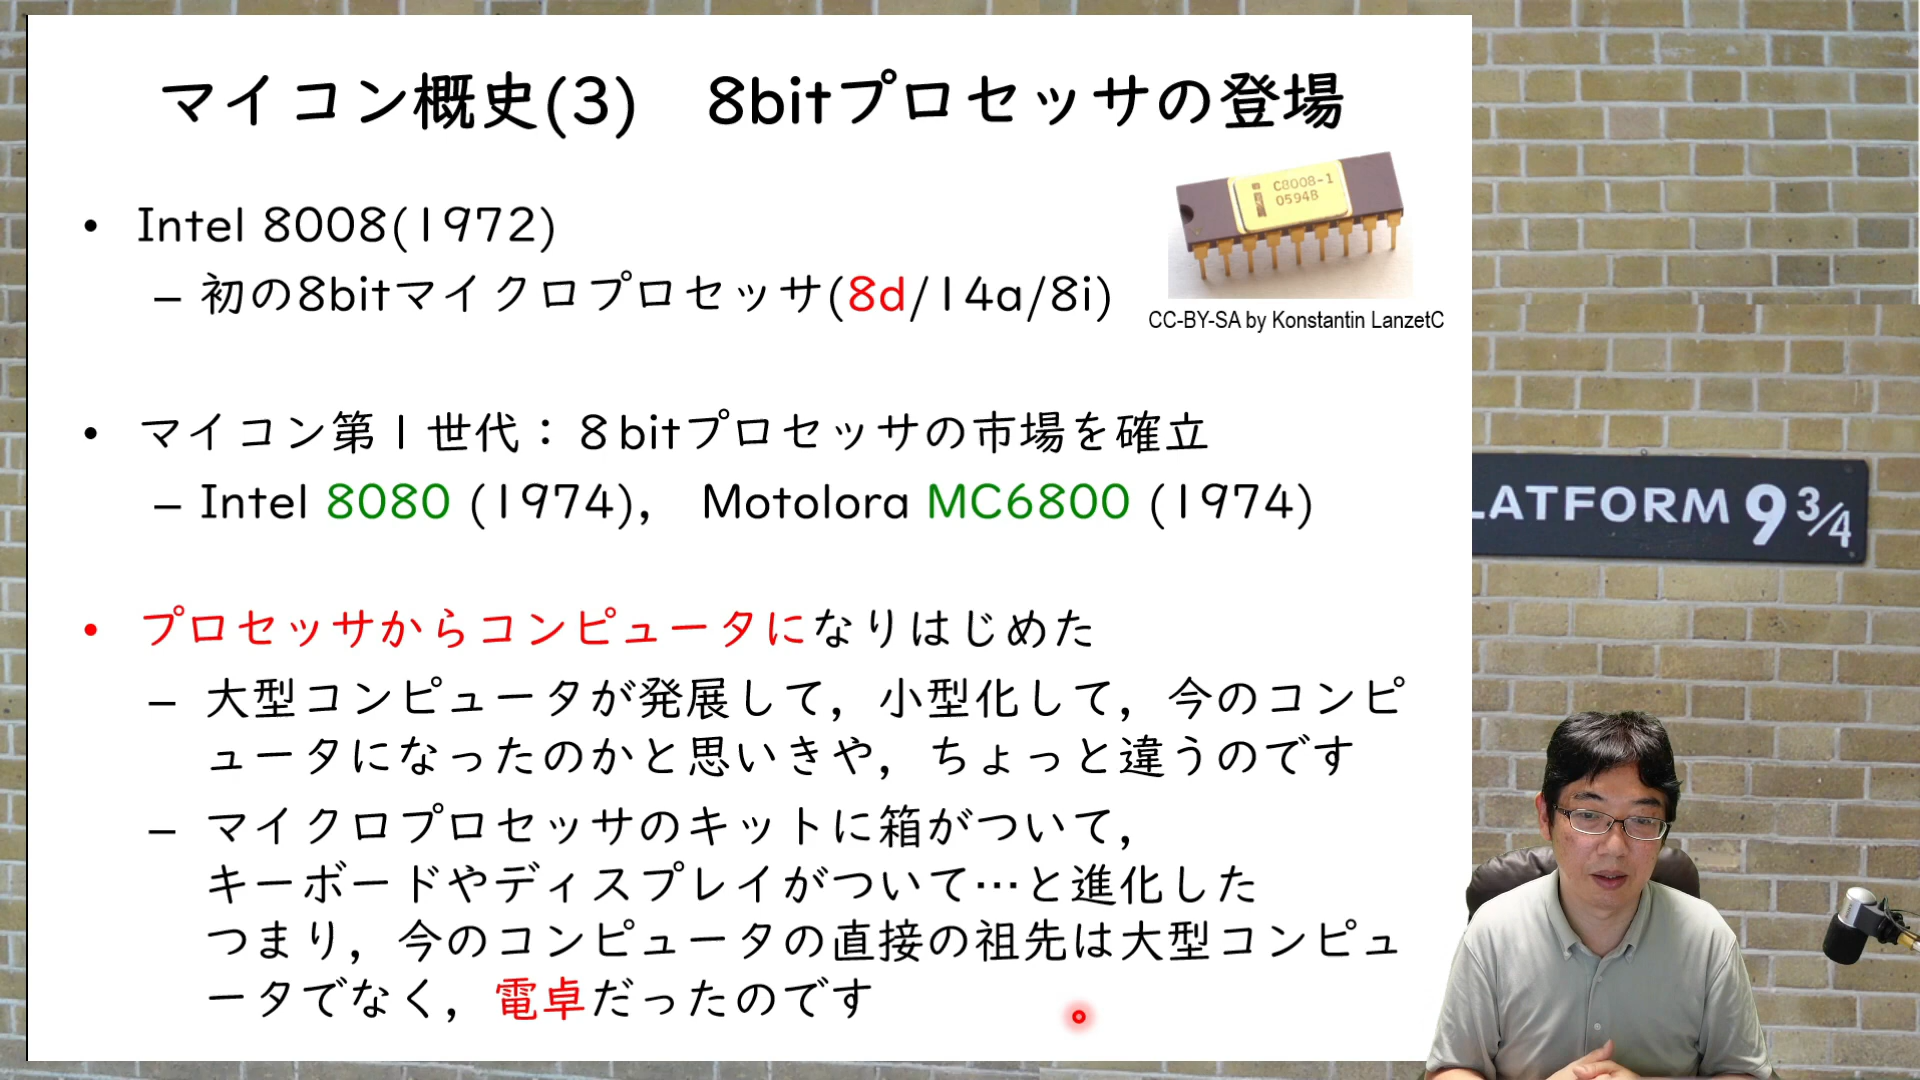 マイコン概史(3)　8bitプロセッサの登場
C8008-1
0594B
• Intel 8008(1972)
– 初の8bitマイクロプロセッサ(8d/14a/8i)
CC-BY-SA by Konstantin LanzetC
• マイコン第１世代：８bitプロセッサの市場を確立
– Intel 8080 (1974),　Motolora MC6800 (1974)
LATFORM 9 3/4
• プロセッサからコンピュータになりはじめた
– 大型コンピュータが発展して，小型化して，今のコンピ
ュータになったのかと思いきや，ちょっと違うのです
– マイクロプロセッサのキットに箱がついて，
キーボードやディスプレイがついて…と進化した
つまり，今のコンピュータの直接の祖先は大型コンピュ
ータでなく，電卓だったのです